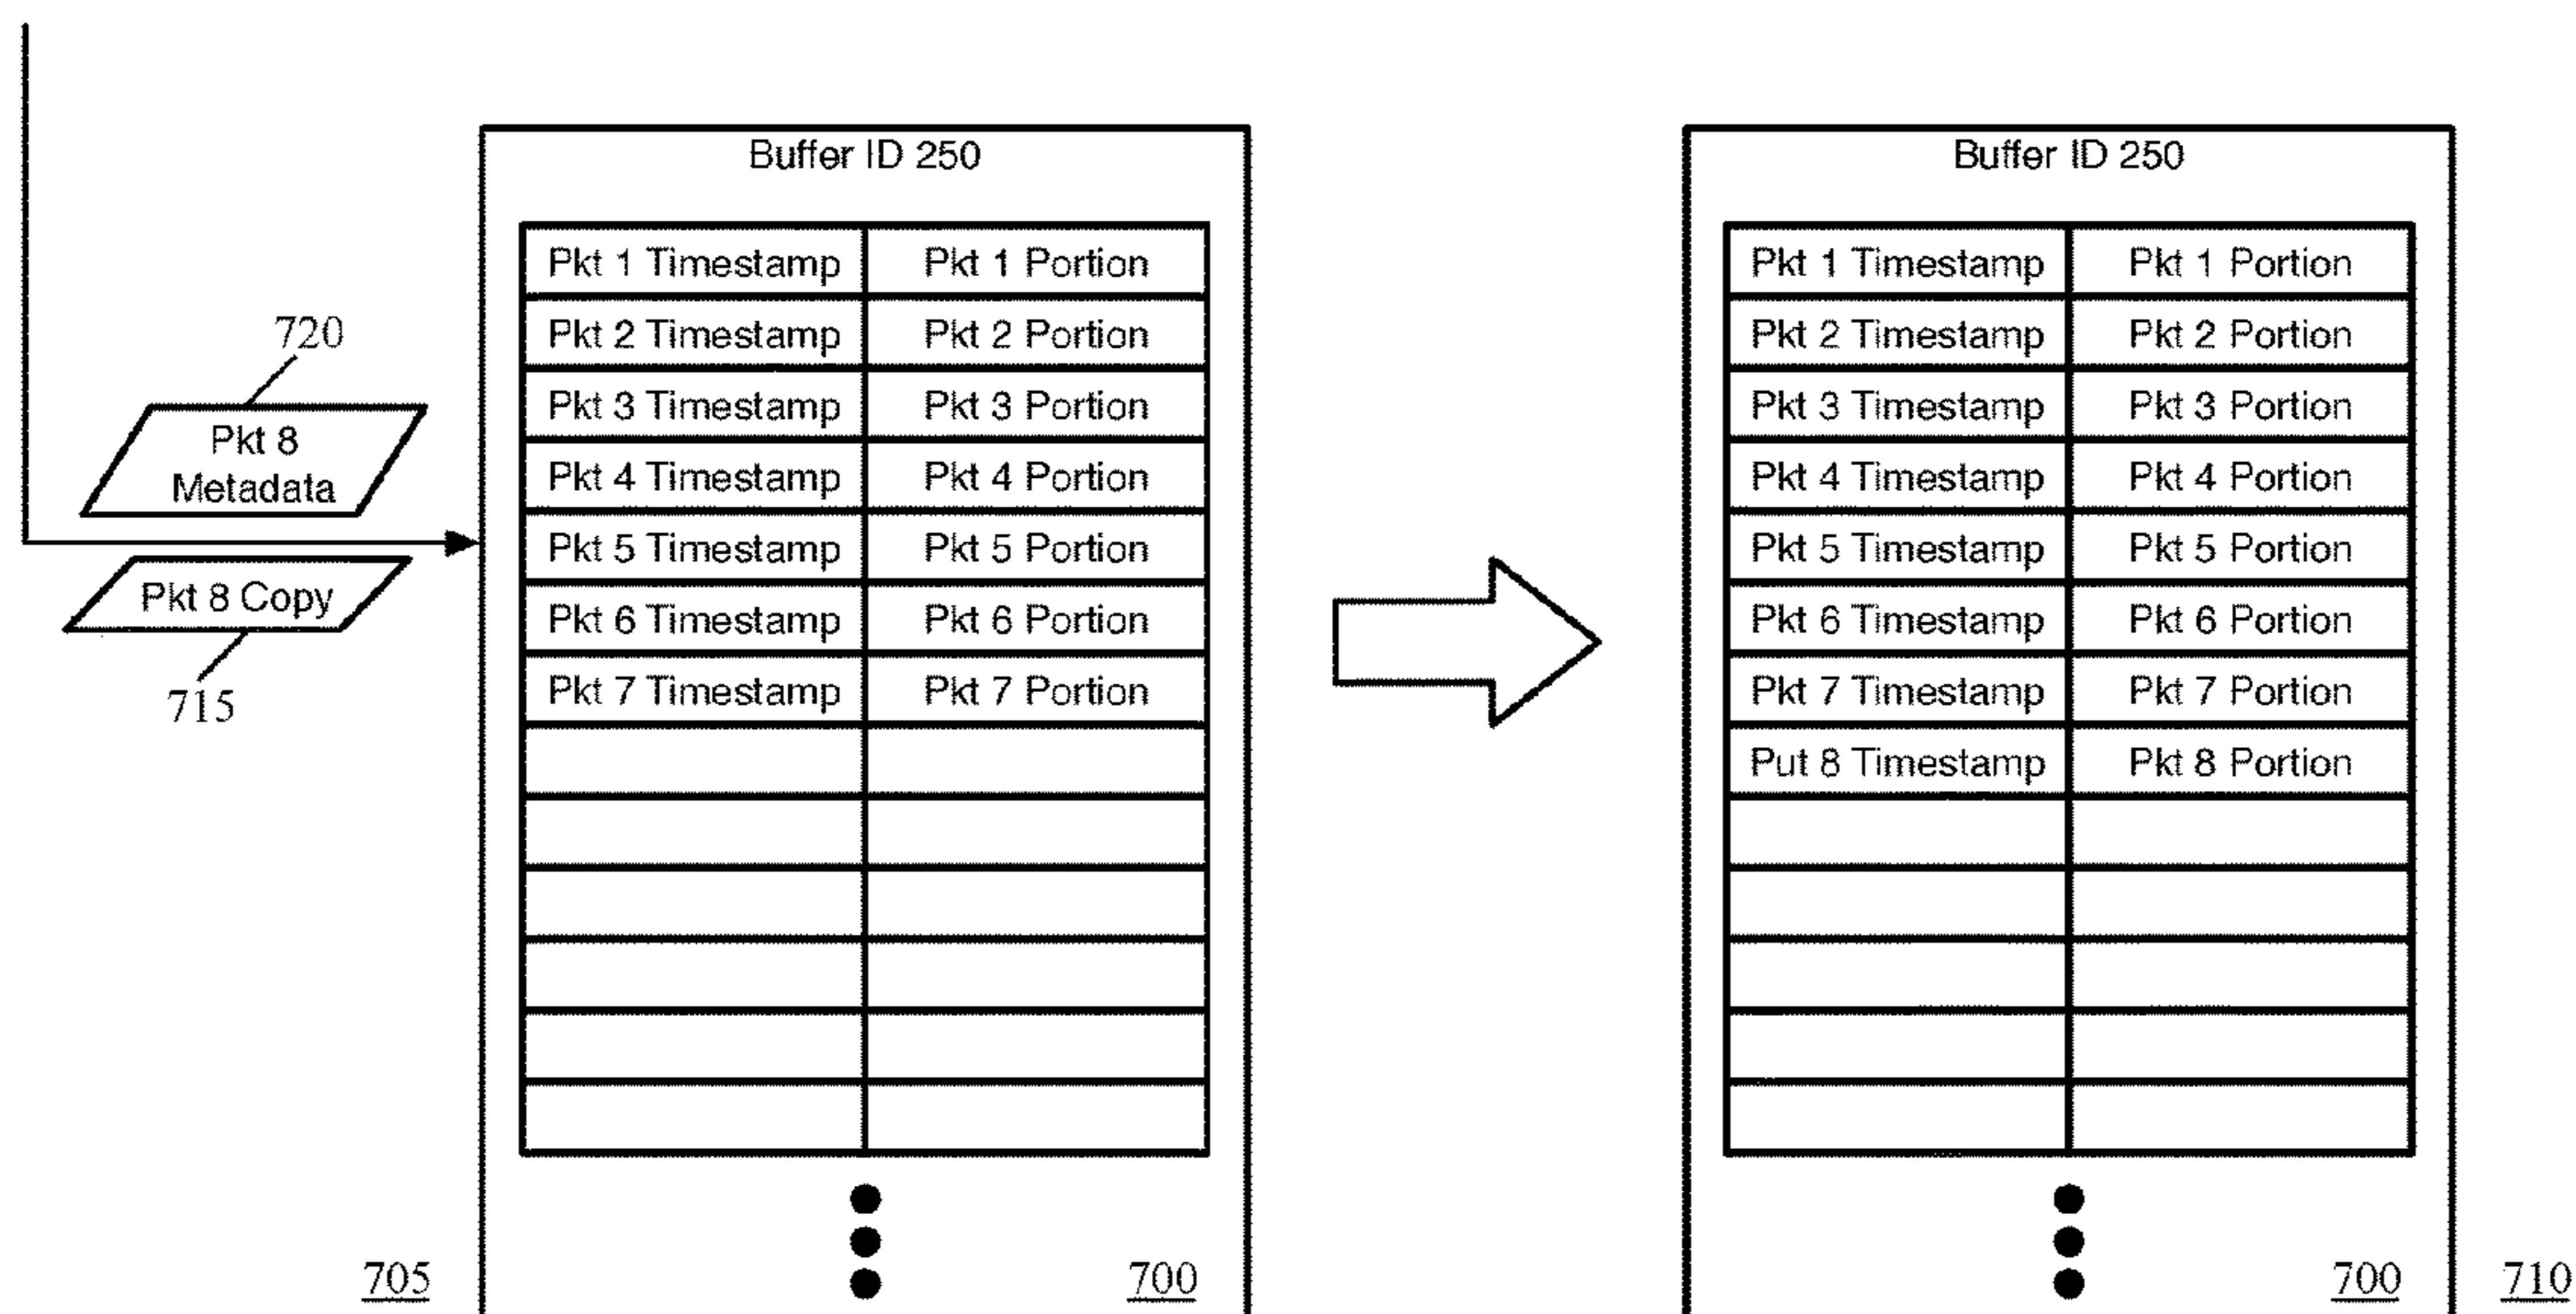 720
Pkt 8
Metadata
Pkt 8 Copy
715
705
Buffer ID 250
Pkt 1 Timestamp Pkt 1 Portion
Pkt 2 Timestamp Pkt 2 Portion
Pkt 3 Timestamp Pkt 3 Portion
Pkt 4 Timestamp Pkt 4 Portion
Pkt 5 Timestamp Pkt 5 Portion
Pkt 6 Timestamp Pkt 6 Portion
Pkt 7 Timestamp Pkt 7 Portion
700
Buffer ID 250
Pkt 1 Timestamp Pkt 1 Portion
Pkt 2 Timestamp Pkt 2 Portion
Pkt 3 Timestamp Pkt 3 Portion
Pkt 4 Timestamp Pkt 4 Portion
Pkt 5 Timestamp Pkt 5 Portion
Pkt 6 Timestamp Pkt 6 Portion
Pkt 7 Timestamp Pkt 7 Portion
Put 8 Timestamp Pkt 8 Portion
700
710